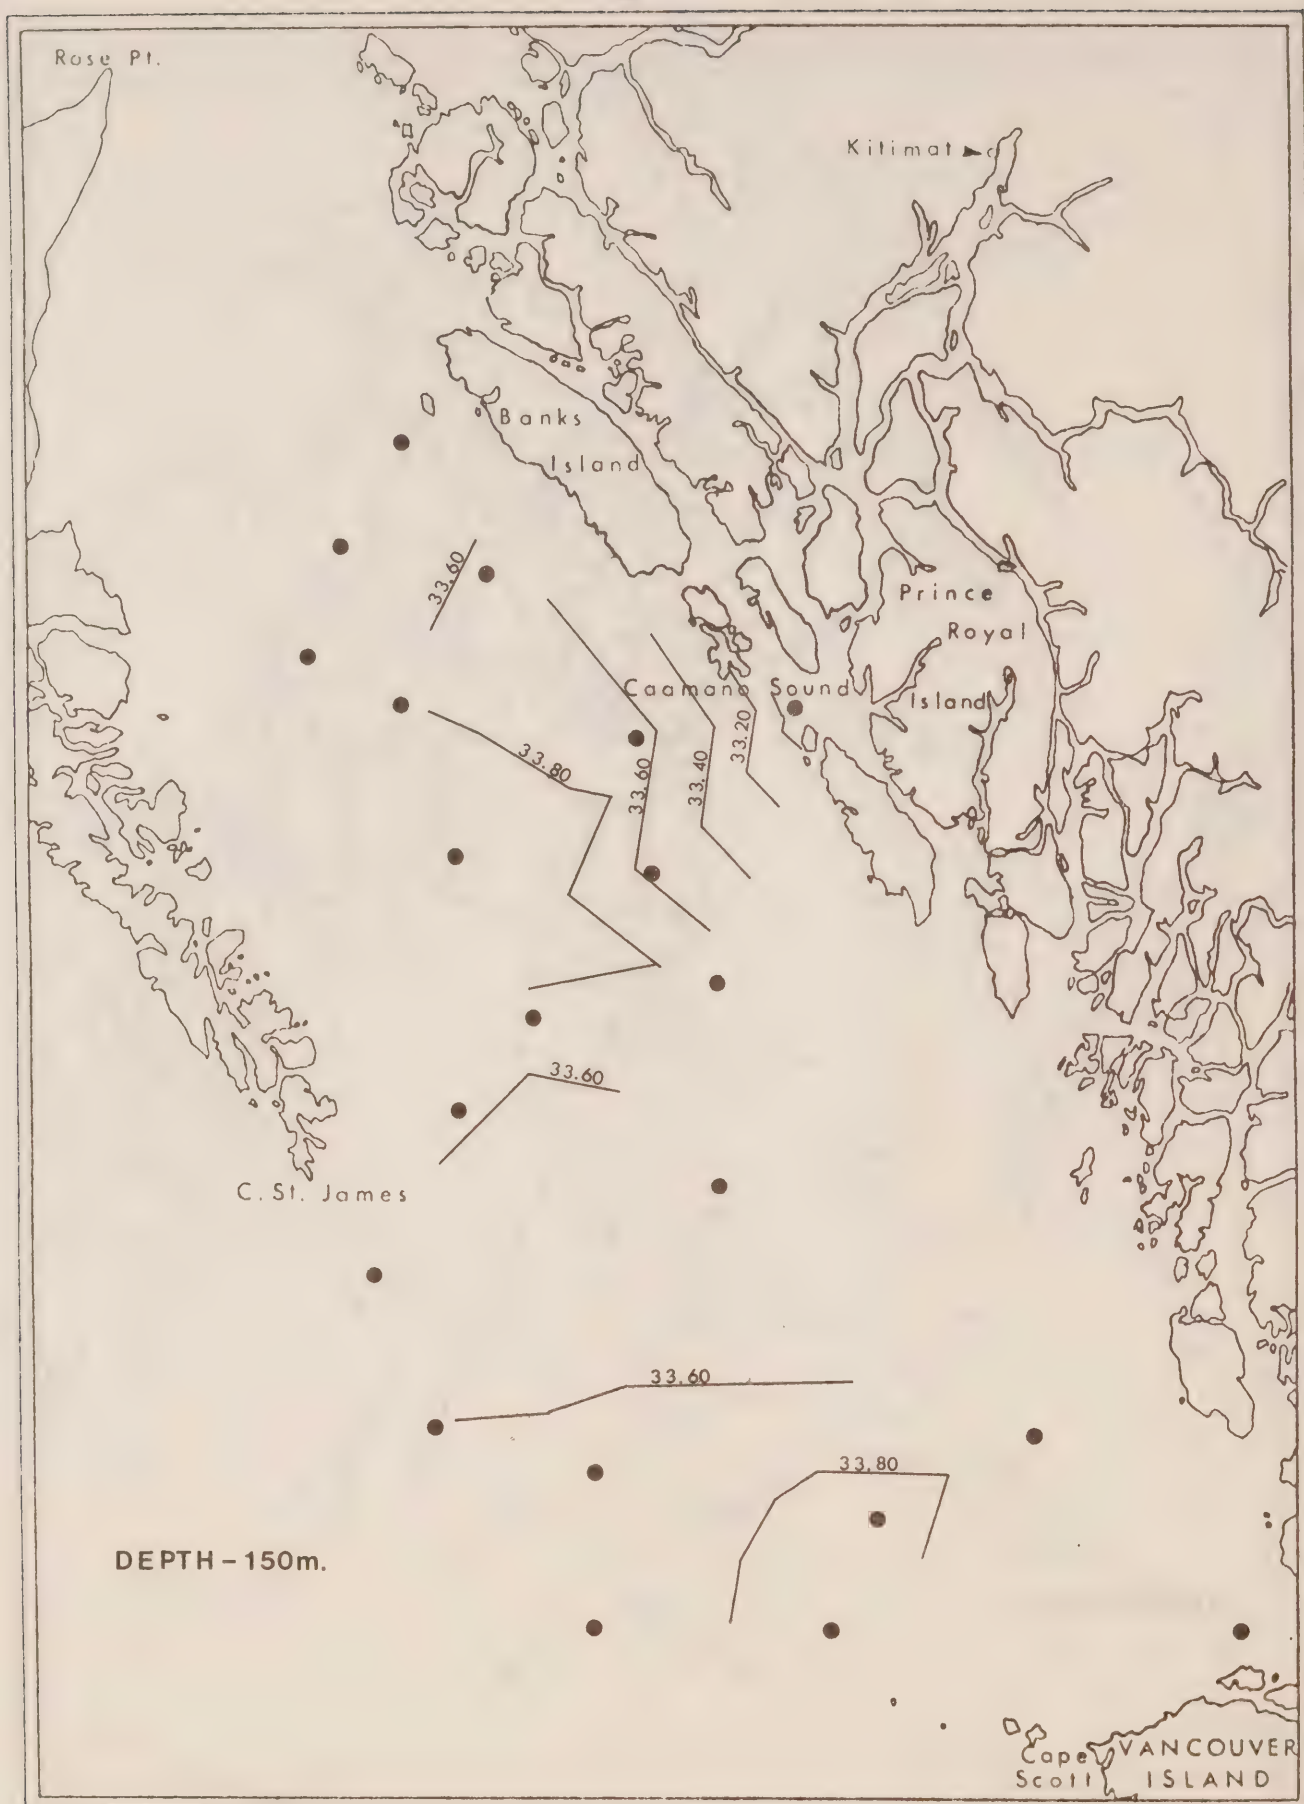 Rose Pt.
Kitimat
Banks
Island
33.60
Prince
Royal
Island
Caamano Sound
33.80
33.60
33.40
33.20
33.60
C. St. James
33.60
33.80
DEPTH - 150m.
Cape
Scott
VANCOUVER
ISLAND